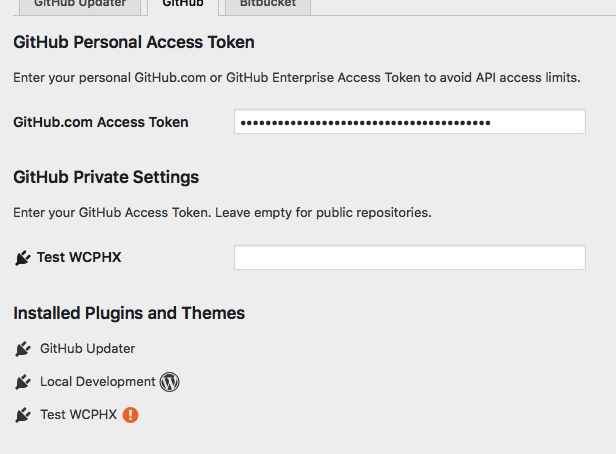 GitHub Updater
GitHub
Bitbucket
GitHub Personal Access Token
Enter your personal GitHub.com or GitHub Enterprise Access Token to avoid API access limits.
GitHub.com Access Token ••••••••••••••••••••••••••••••••••••••••
GitHub Private Settings
Enter your GitHub Access Token. Leave empty for public repositories.
Test WCPHX
Installed Plugins and Themes
GitHub Updater
Local Development
Test WCPHX